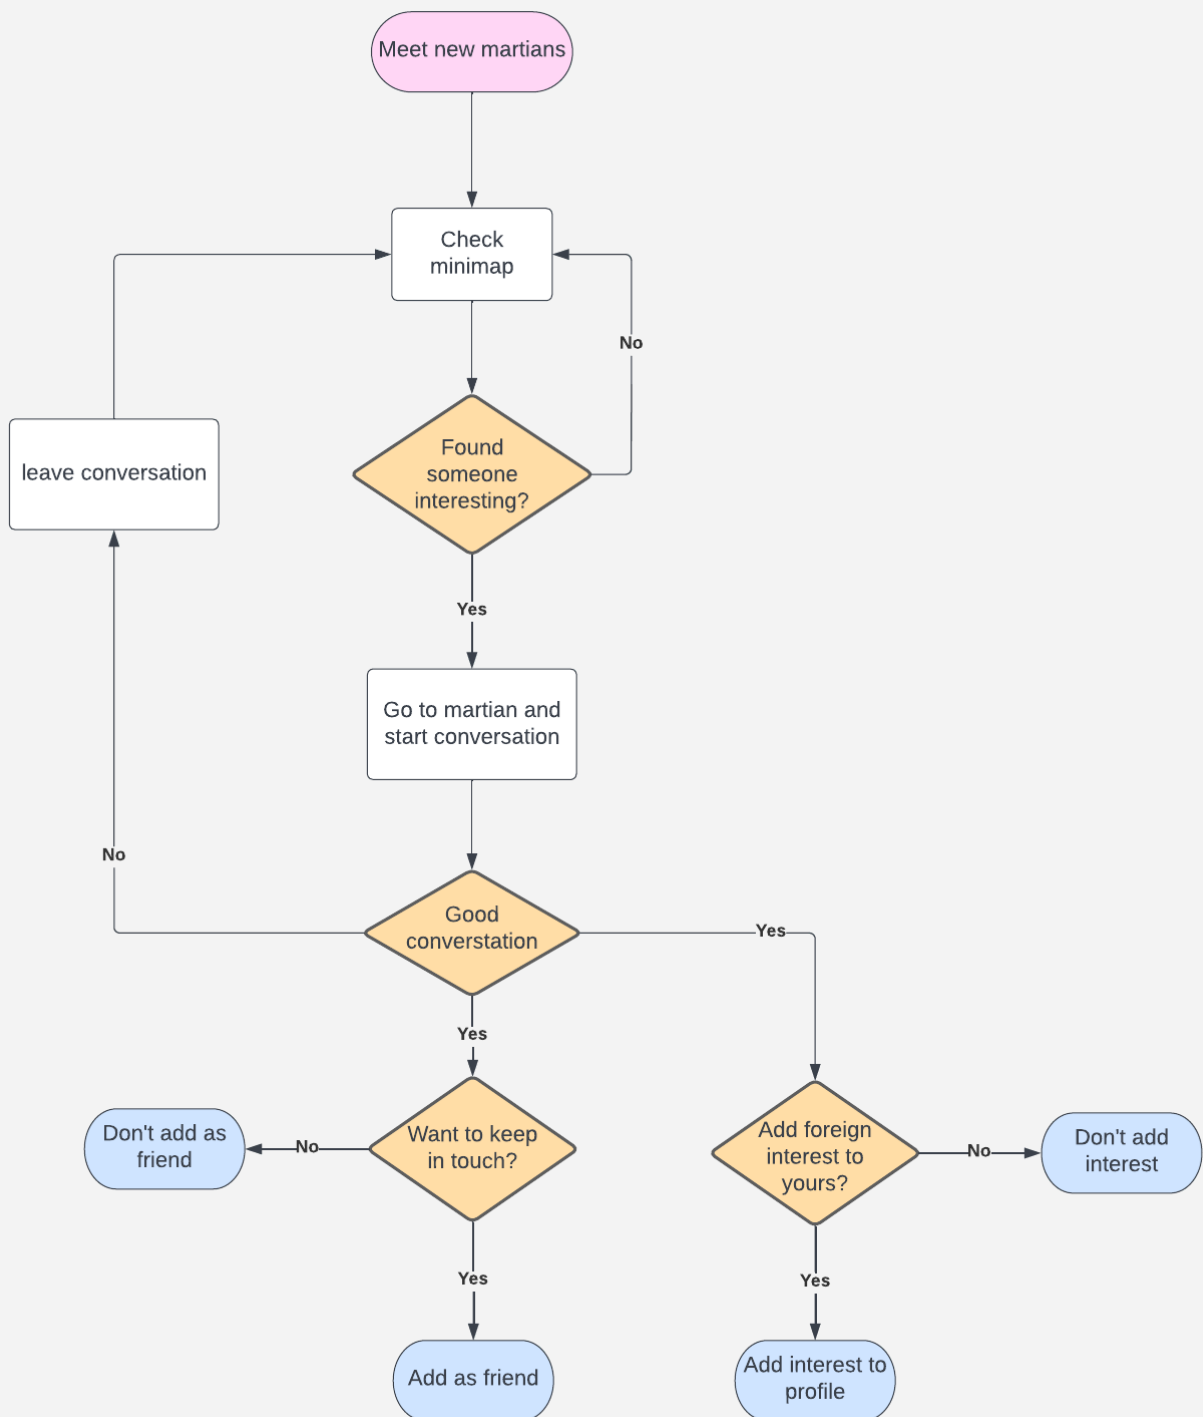 Meet new martians
Check
minimap
No
Found
someone
interesting?
leave conversation
Yes
Go to martian and
start conversation
No
Good
converstation
Yes
Yes
Want to keep
in touch?
No
Don't add as
friend
Add foreign
interest to
yours?
No
Don't add
interest
Yes
Yes
Add as friend
Add interest to
profile